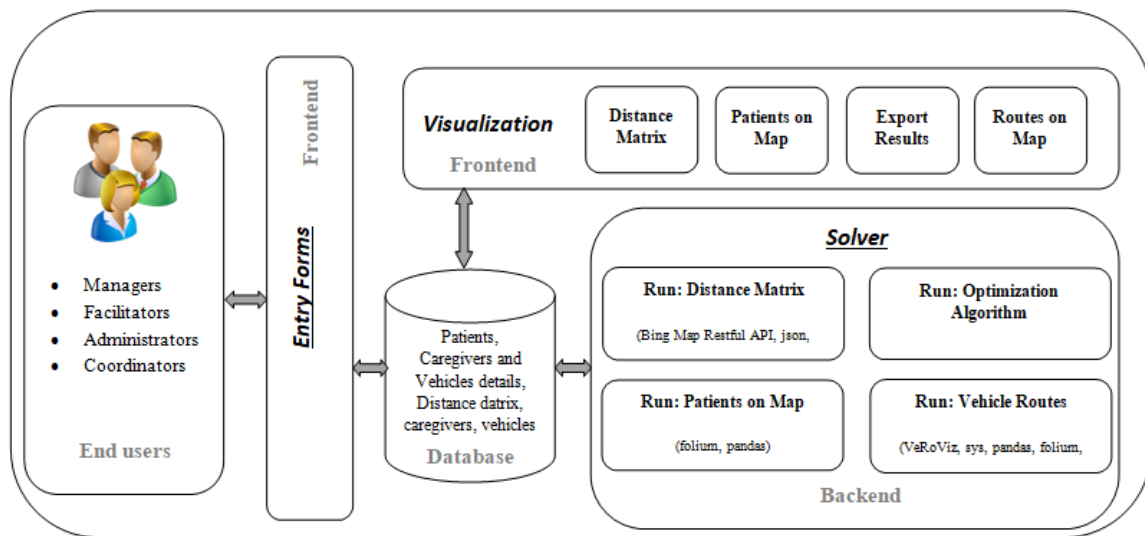 Managers
Facilitators
Administrators
Coordinators
End users
Frontend
Entry Forms
Visualization
Frontend
Distance
Matrix
Patients on
Map
Export
Results
Routes on
Map
Patients,
Caregivers and
Vehicles details,
Distance datrix,
caregivers, vehicles
Database
Solver
Run: Distance Matrix
(Bing Map Restful API, json,
Run: Optimization
Algorithm
Run: Patients on Map
(folium, pandas)
Run: Vehicle Routes
(VeRoViz, sys, pandas, folium,
Backend